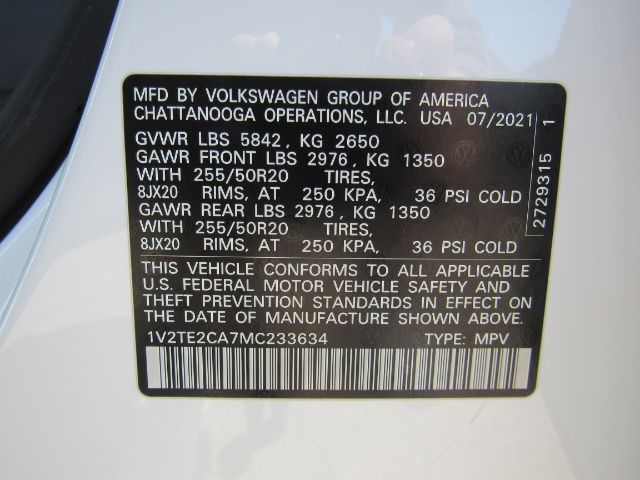 MFD BY VOLKSWAGEN GROUP OF AMERICA
CHATTANOOGA OPERATIONS, LLC. USA 07/2021
GVWR LBS 5842, KG 2650
GAWR FRONT LBS 2976, KG 1350
WITH 255/50R20 TIRES,
8JX20 RIMS, AT 250 KPA, 36 PSI COLD
GAWR REAR LBS 2976, KG 1350
WITH 255/50R20 TIRES,
8JX20 RIMS, AT 250 KPA, 36 PSI COLD
THIS VEHICLE CONFORMS TO ALL APPLICABLE
U.S. FEDERAL MOTOR VEHICLE SAFETY AND
THEFT PREVENTION STANDARDS IN EFFECT ON
THE DATE OF MANUFACTURE SHOWN ABOVE.
1V2TE2CA7MC233634 TYPE: MPV
2729315 1